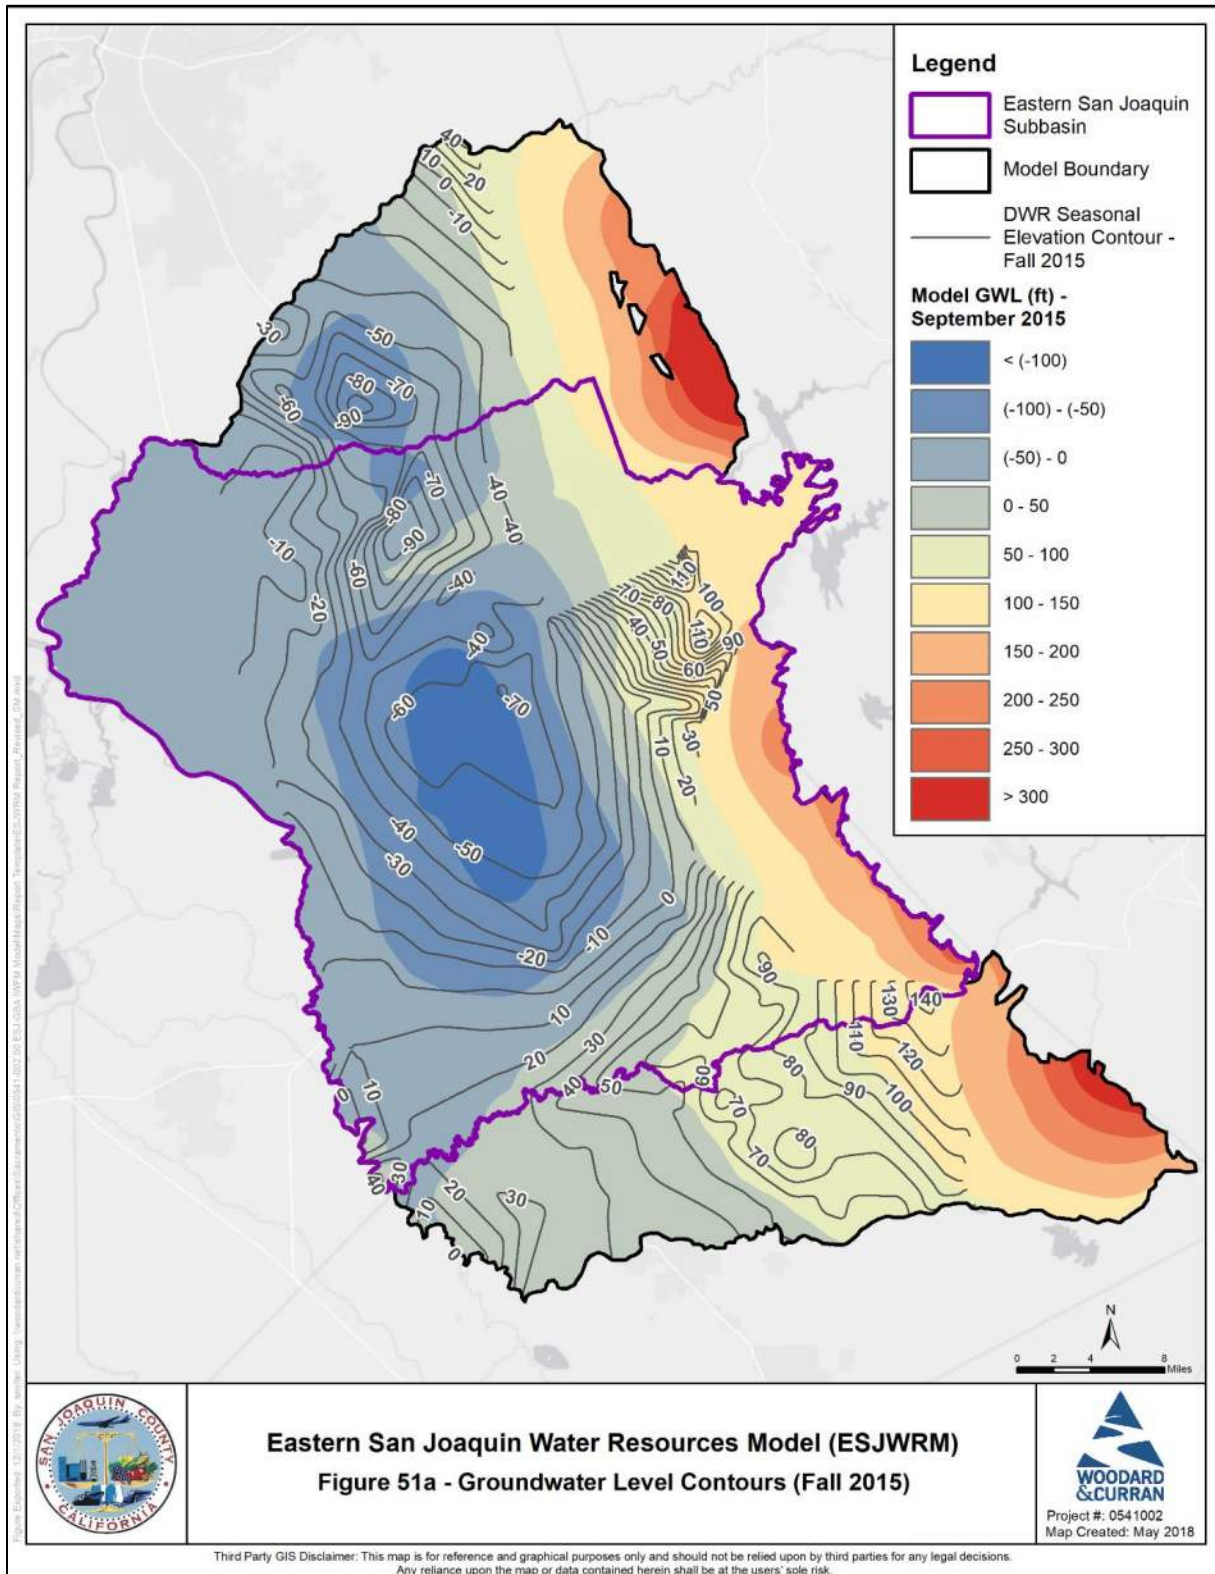 Legend
Eastern San Joaquin
Subbasin
Model Boundary
DWR Seasonal
Elevation Contour -
Fall 2015
Model GWL (ft) -
September 2015
< (-100)
(-100) - (-50)
(-50) - 0
0 - 50
50 - 100
100 - 150
150 - 200
200 - 250
250 - 300
> 300
40
10
20
0
-10
-30
-50
-80
-70
-60
-90
-70
-40
-80
-10
-90
-40
-60
-40
-20
110
100
70
80
40
110
50
90
-40
60
-70
50
-60
10
30
20
-40
-50
-30
0
-10
-20
90
10
130
140
30
110
20
120
80
60
10
40
50
90
100
0
70
80
70
30
40
20
30
10
0
N
0 2 4 8
Miles
SAN JOAQUIN COUNTY
CALIFORNIA
Eastern San Joaquin Water Resources Model (ESJWRM)
Figure 51a - Groundwater Level Contours (Fall 2015)
WOODARD
&CURRAN
Project #: 0541002
Map Created: May 2018
Third Party GIS Disclaimer: This map is for reference and graphical purposes only and should not be relied upon by third parties for any legal decisions.
Any reliance upon the map or data contained herein shall be at the users' sole risk.